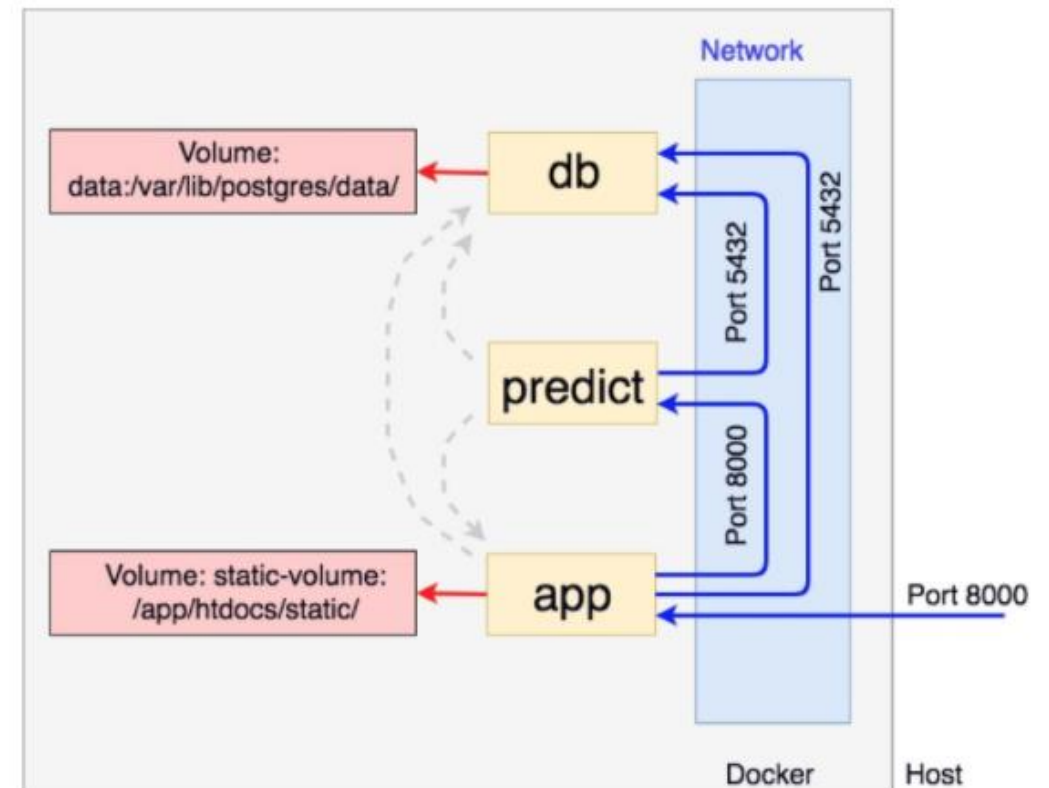 Network
Volume:
data:/var/lib/postgres/data/
db
Port 5432
Port 5432
predict
Port 8000
Volume: static-volume:
/app/htdocs/static/
app
Port 8000
Docker
Host